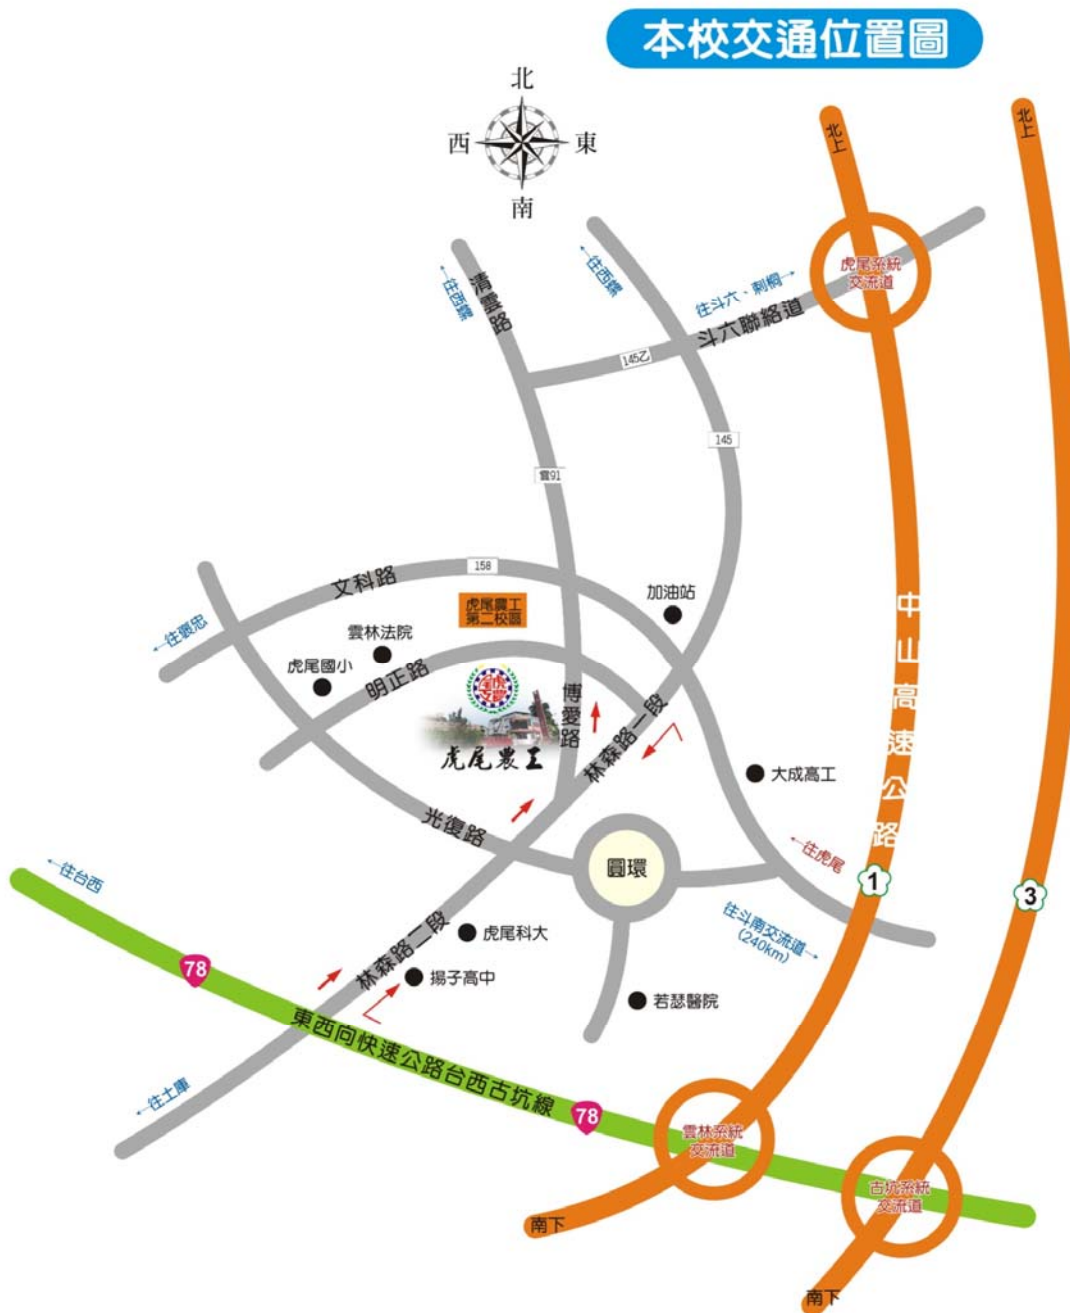 本校交通位置圖
北
西
東
南
北上
北上
←往西螺
清雲路
←往西螺
往斗六、莿桐→
斗六聯絡道
虎尾系統
交流道
145乙
145
雲91
158
文科路
虎尾農工
第二校區
加油站
←往褒忠
雲林法院
虎尾國小
明正路
博愛路
林森路一段
虎尾農工
中山高速公路
大成高工
光復路
圓環
←往虎尾
1
3
←往台西
往斗南交流道→
(240km)
林森路二段
虎尾科大
揚子高中
若瑟醫院
78
東西向快速公路台西古坑線
78
←往土庫
雲林系統
交流道
古坑系統
交流道
南下
南下